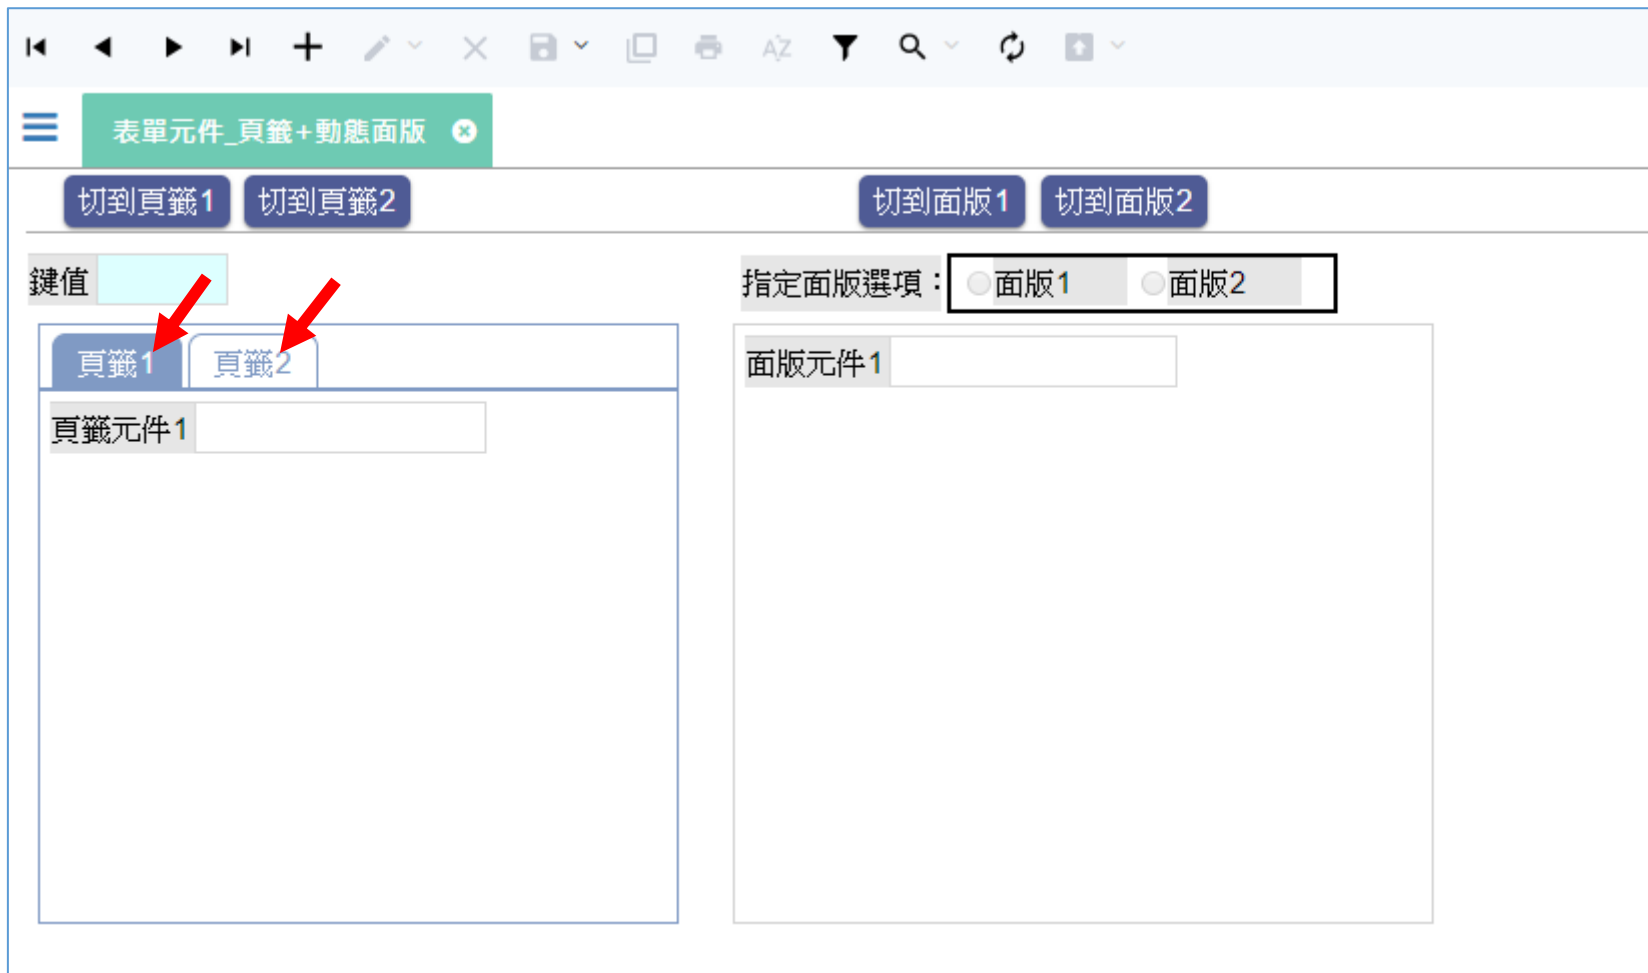 AZ
表單元件_頁籤+動態面版
切到頁籤1 切到頁籤2 切到面版1 切到面版2
鍵值 指定面版選項： 面版1 面版2
頁籤1 頁籤2 面版元件1
頁籤元件1